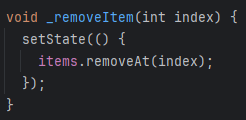 void _removeItem(int index) {
  setState(() {
    items.removeAt(index);
  });
}